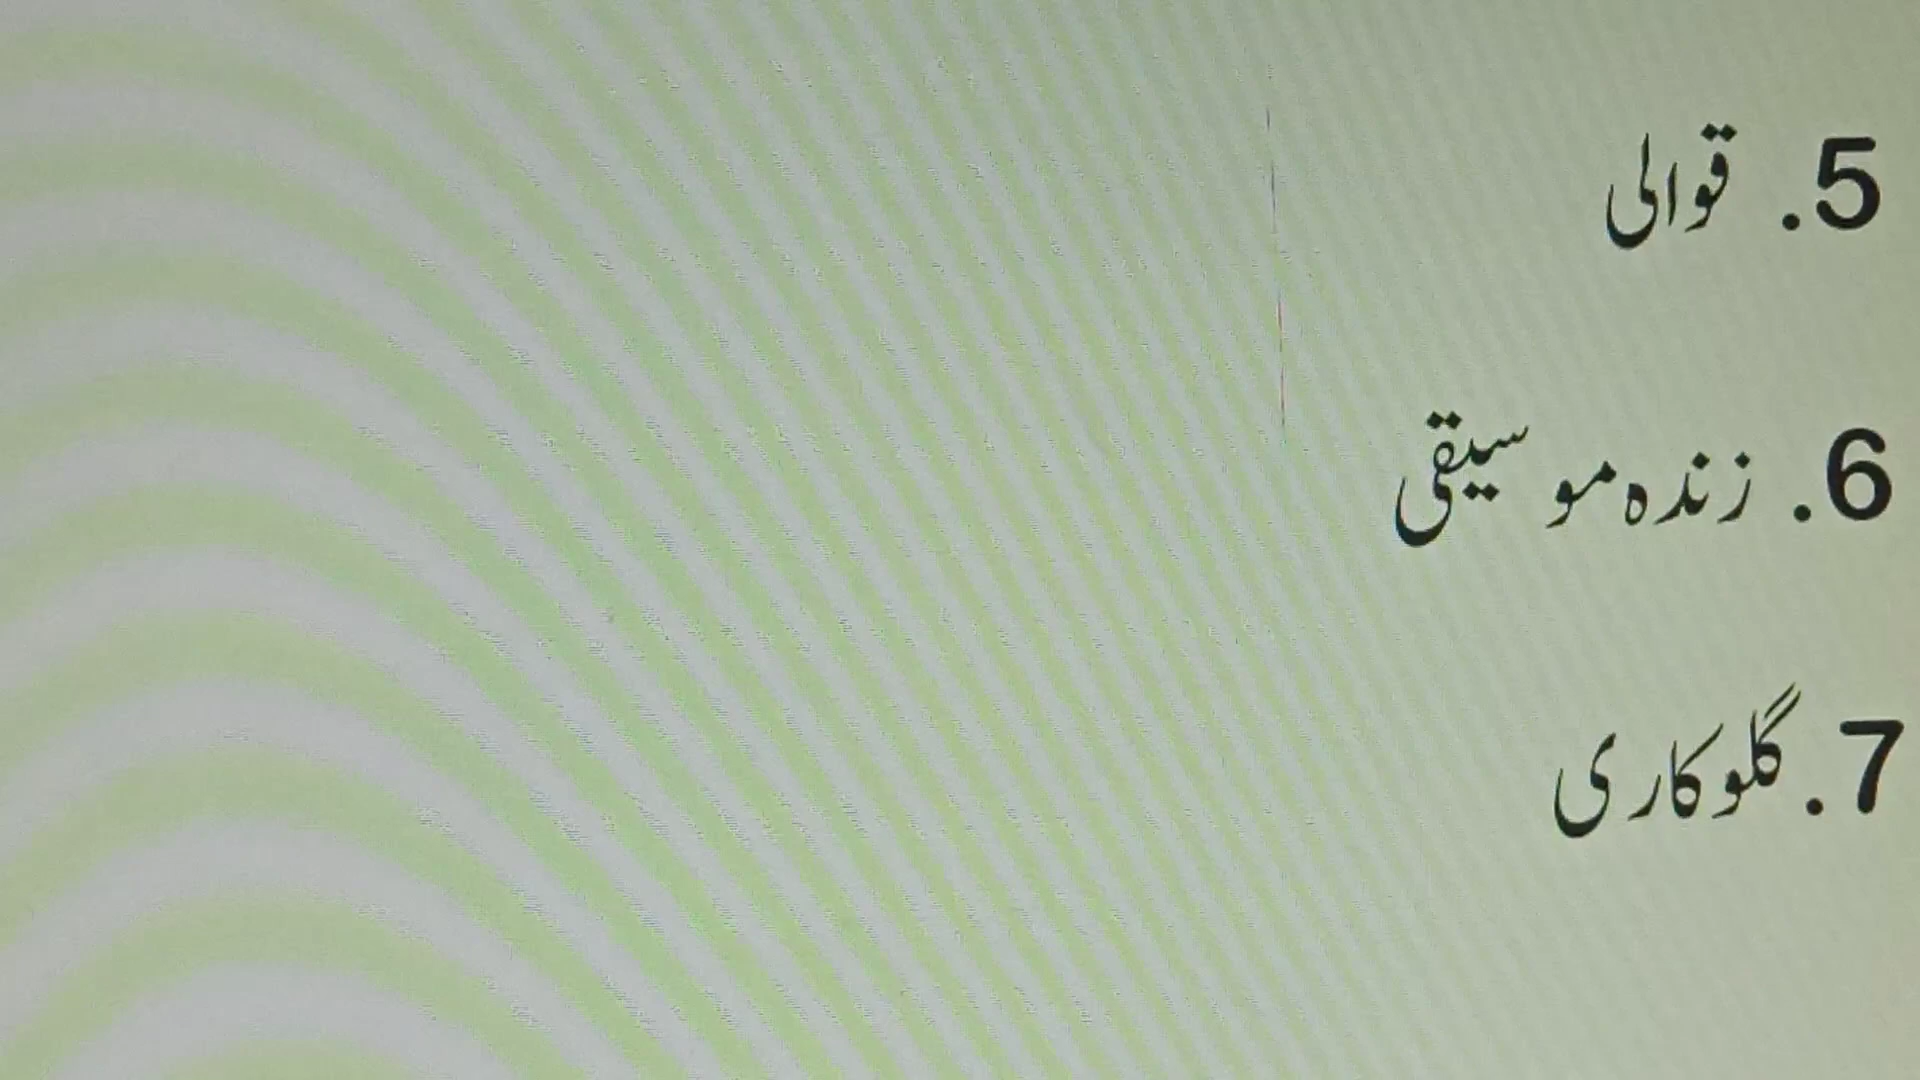 5. قوالی
6. زندہ موسیقی
7. گلوکاری